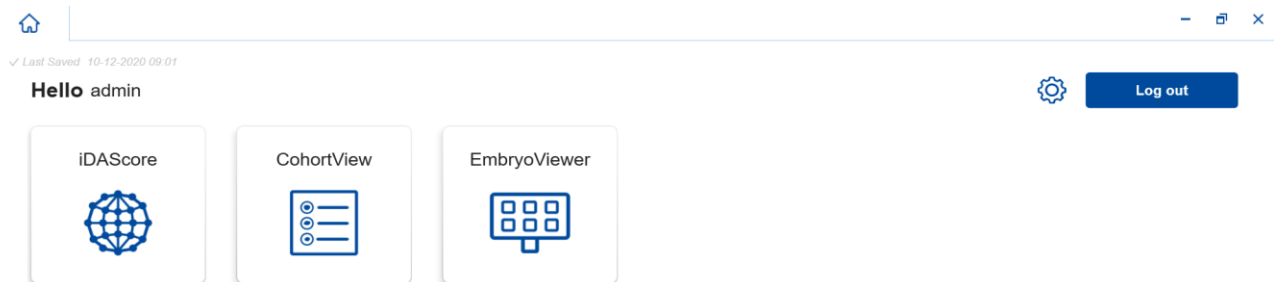 Last Saved 10-12-2020 09:01
Hello admin
Log out
iDAScore
CohortView
EmbryoViewer